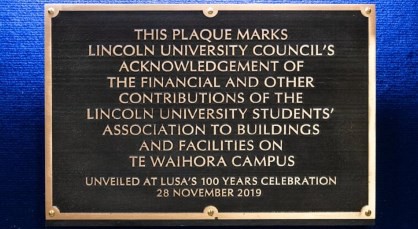 THIS PLAQUE MARKS
LINCOLN UNIVERSITY COUNCIL'S
ACKNOWLEDGEMENT OF
THE FINANCIAL AND OTHER
CONTRIBUTIONS OF THE
LINCOLN UNIVERSITY STUDENTS'
ASSOCIATION TO BUILDINGS
AND FACILITIES ON
TE WAIHORA CAMPUS
UNVEILED AT LUSA'S 100 YEARS CELEBRATION
28 NOVEMBER 2019